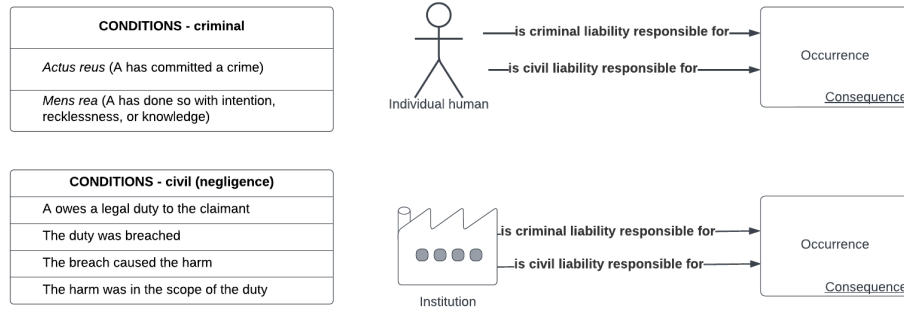 CONDITIONS - criminal
Actus reus (A has committed a crime)
Mens rea (A has done so with intention,
recklessness, or knowledge)
is criminal liability responsible for
is civil liability responsible for
Individual human
Occurrence
Consequence
CONDITIONS - civil (negligence)
A owes a legal duty to the claimant
The duty was breached
The breach caused the harm
The harm was in the scope of the duty
is criminal liability responsible for
is civil liability responsible for
Institution
Occurrence
Consequence